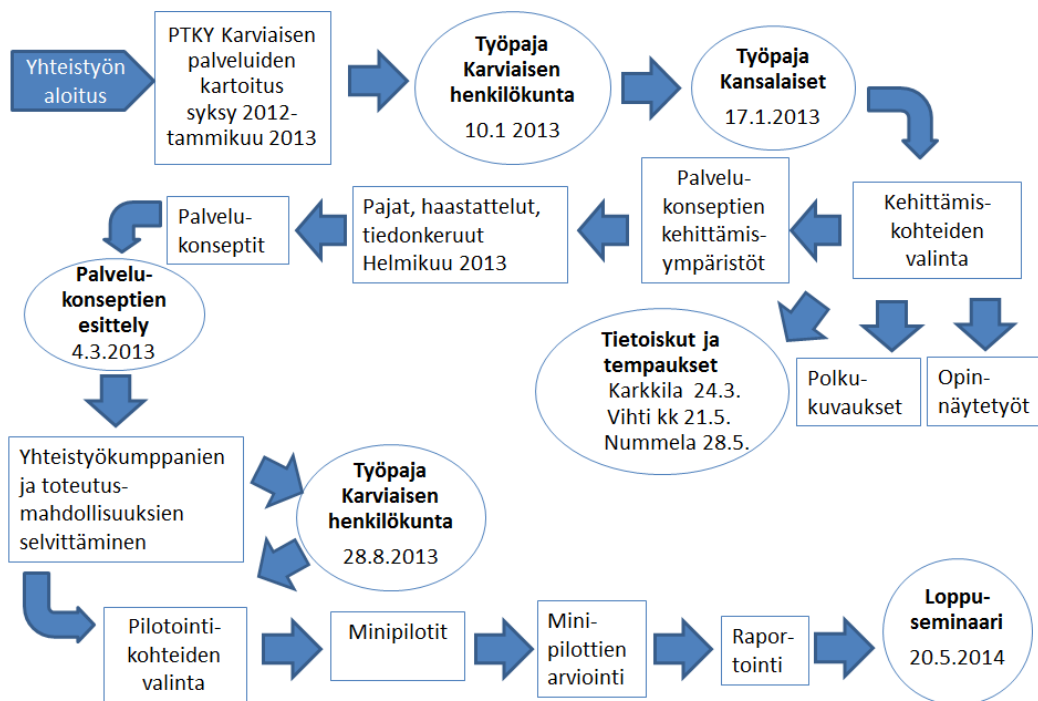 Yhteistyön
aloitus
PTKY Karviaisen
palveluiden
kartoitus
syksy 2012-
tammikuu 2013
Työpaja
Karviaisen
henkilökunta
10.1 2013
Työpaja
Kansalaiset
17.1.2013
Kehittämis-
kohteiden
valinta
Palvelu-
konseptien
kehittämis-
ympäristöt
Pajat, haastattelut,
tiedonkeruut
Helmikuu 2013
Palvelu-
konseptit
Palvelu-
konseptien
esittely
4.3.2013
Tietoiskut ja
tempaukset
Karkkila 24.3.
Vihti kk 21.5.
Nummela 28.5.
Polku-
kuvaukset
Opin-
näytetyöt
Yhteistyökumppanien
ja toteutus-
mahdollisuuksien
selvittäminen
Työpaja
Karviaisen
henkilökunta
28.8.2013
Pilotointi-
kohteiden
valinta
Minipilotit
Mini-
pilottien
arviointi
Rapor-
tointi
Loppu-
seminaari
20.5.2014